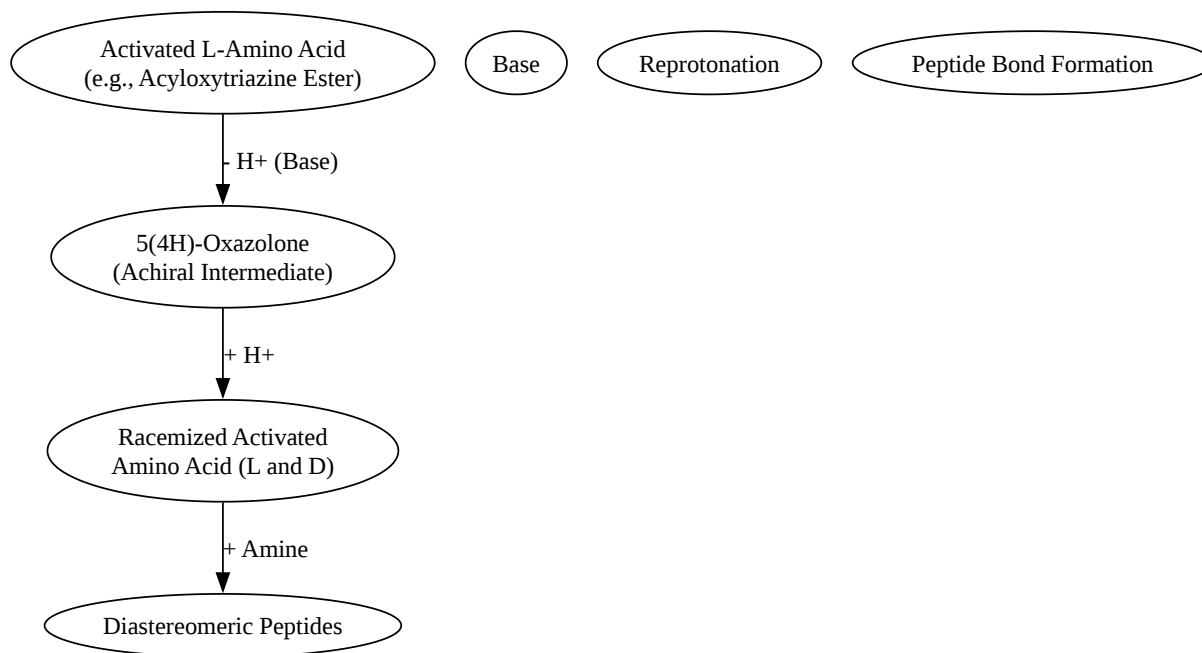 Activated L-Amino Acid
(e.g., Acyloxytriazine Ester)
Base
Reprotonation
Peptide Bond Formation
- H+ (Base)
5(4H)-Oxazolone
(Achiral Intermediate)
+ H+
Racemized Activated
Amino Acid (L and D)
+ Amine
Diastereomeric Peptides